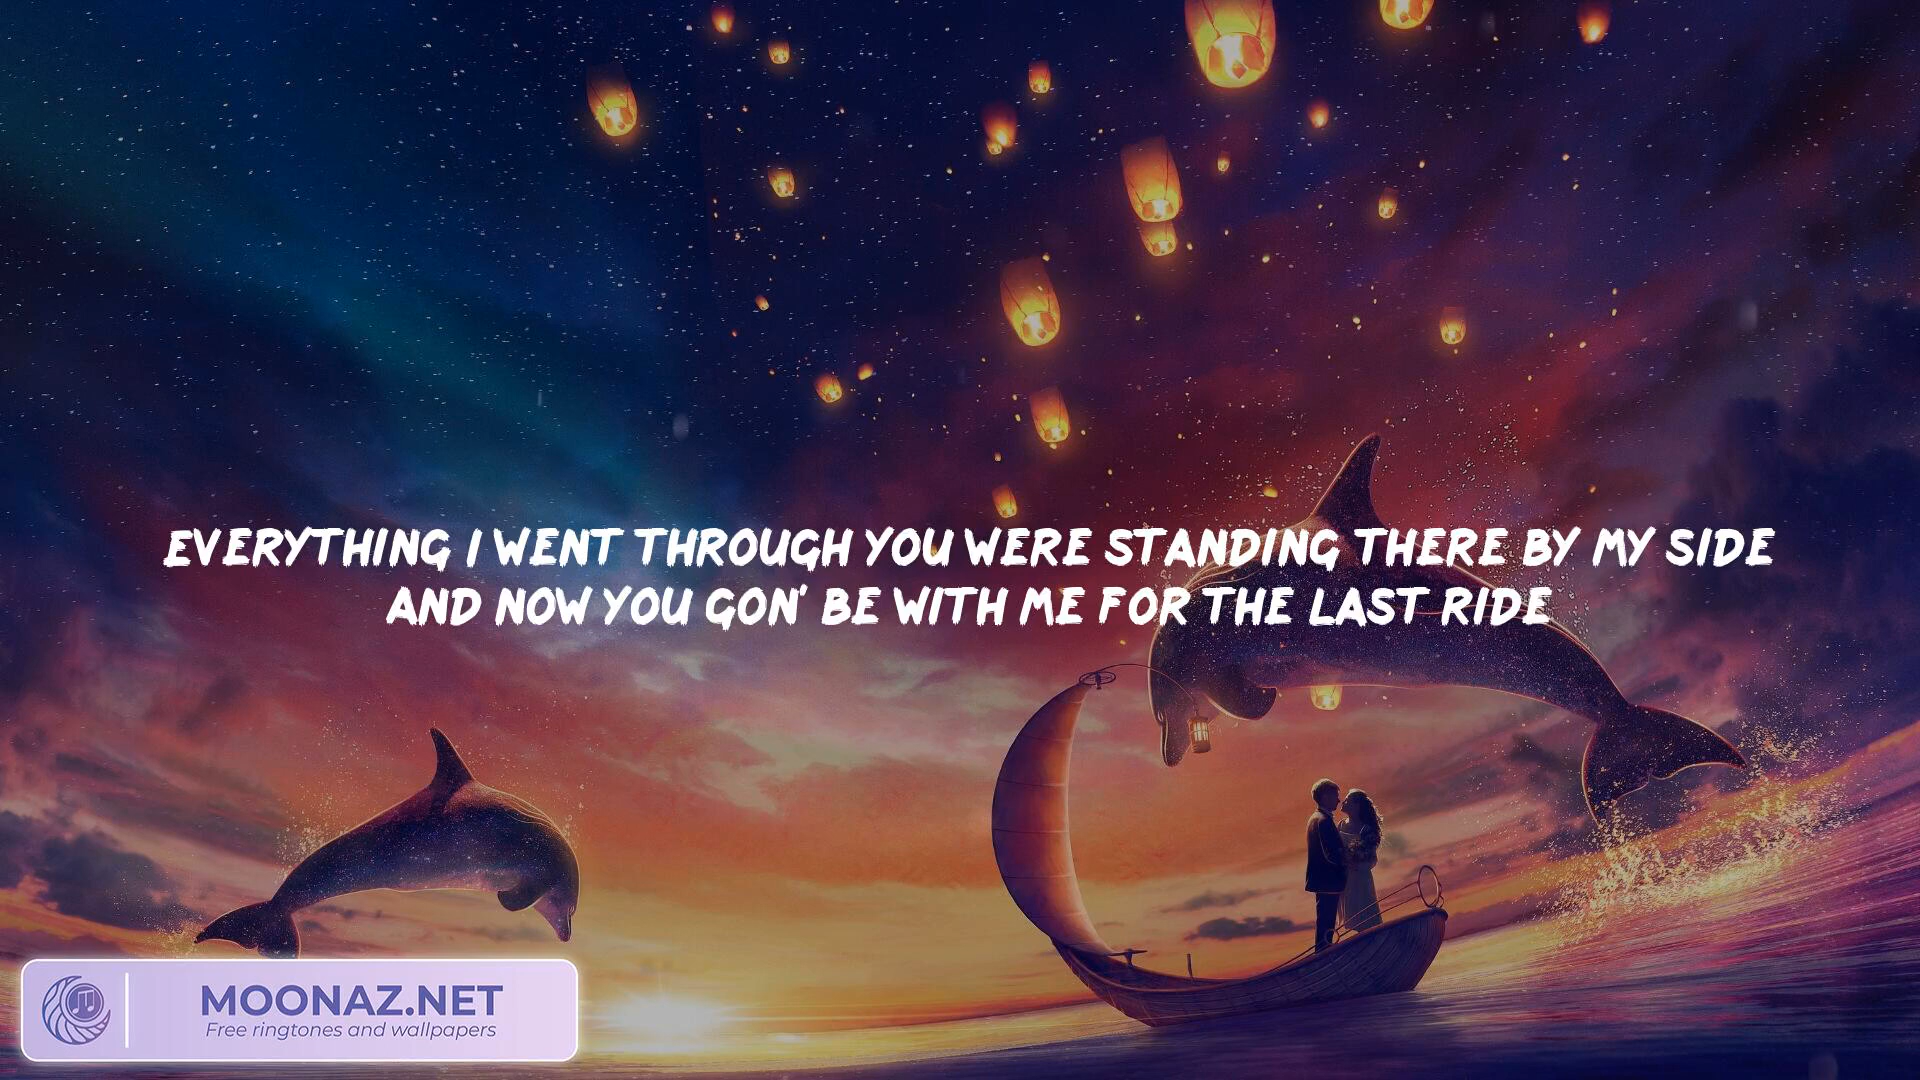 EVERYTHING I WENT THROUGH YOU WERE STANDING THERE BY MY SIDE
AND NOW YOU GON' BE WITH ME FOR THE LAST RIDE
MOONAZ.NET
Free ringtones and wallpapers